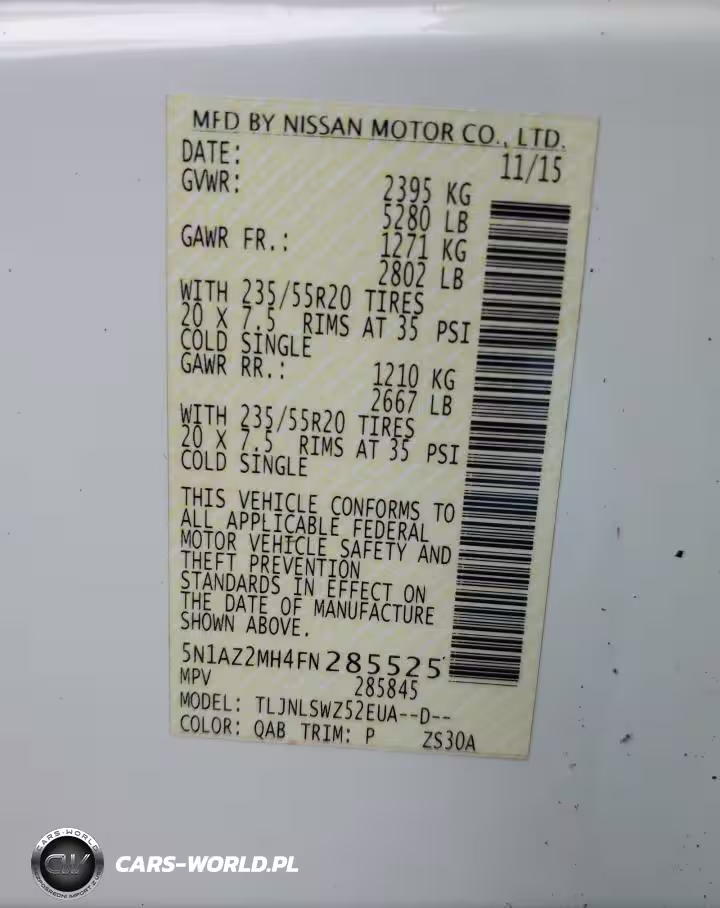 MFD BY NISSAN MOTOR CO., LTD.
DATE: 11/15
GVWR: 2395 KG
5280 LB
GAWR FR.: 1271 KG
2802 LB
WITH 235/55R20 TIRES
20 X 7.5 RIMS AT 35 PSI
COLD SINGLE
GAWR RR.: 1210 KG
2667 LB
WITH 235/55R20 TIRES
20 X 7.5 RIMS AT 35 PSI
COLD SINGLE
THIS VEHICLE CONFORMS TO
ALL APPLICABLE FEDERAL
MOTOR VEHICLE SAFETY AND
THEFT PREVENTION
STANDARDS IN EFFECT ON
THE DATE OF MANUFACTURE
SHOWN ABOVE.
5N1AZ2MH4FN285525
MPV 285845
MODEL: TLJNLSWZ52EUA--D--
COLOR: QAB TRIM: P ZS30A
CARS-WORLD
CW
CARS-WORLD.PL